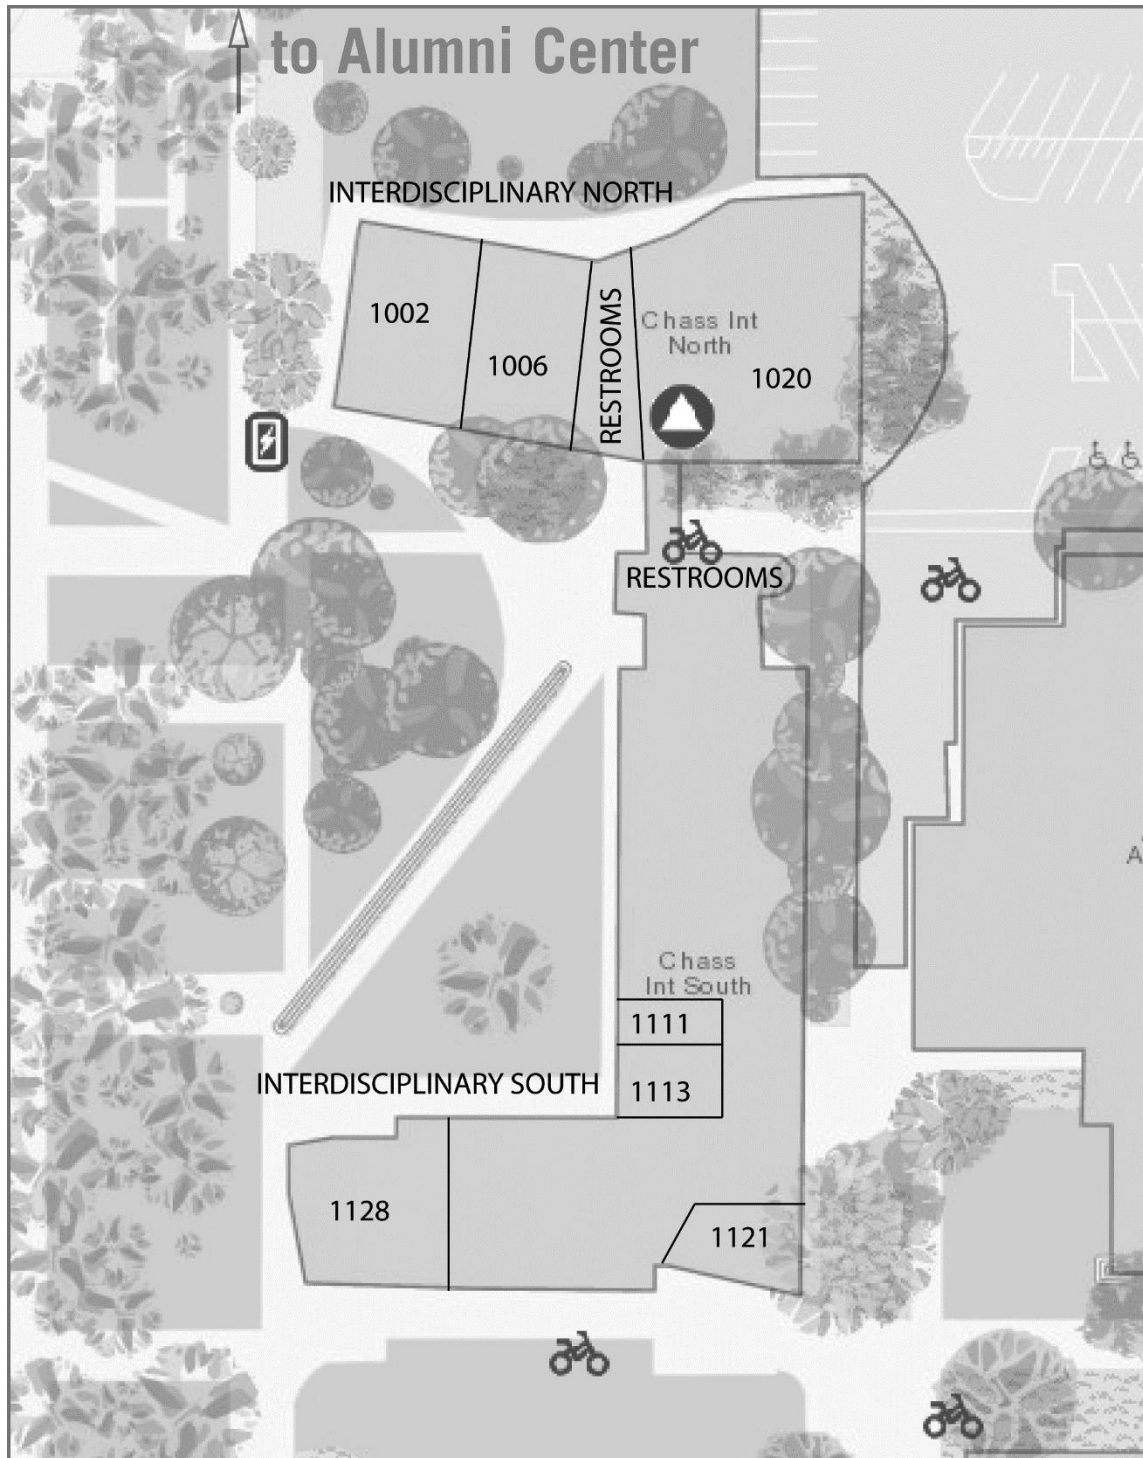 to Alumni Center
INTERDISCIPLINARY NORTH
1002
1006
RESTROOMS
Chass Int
North
1020
RESTROOMS
A
Chass
Int South
1111
1113
INTERDISCIPLINARY SOUTH
1128
1121